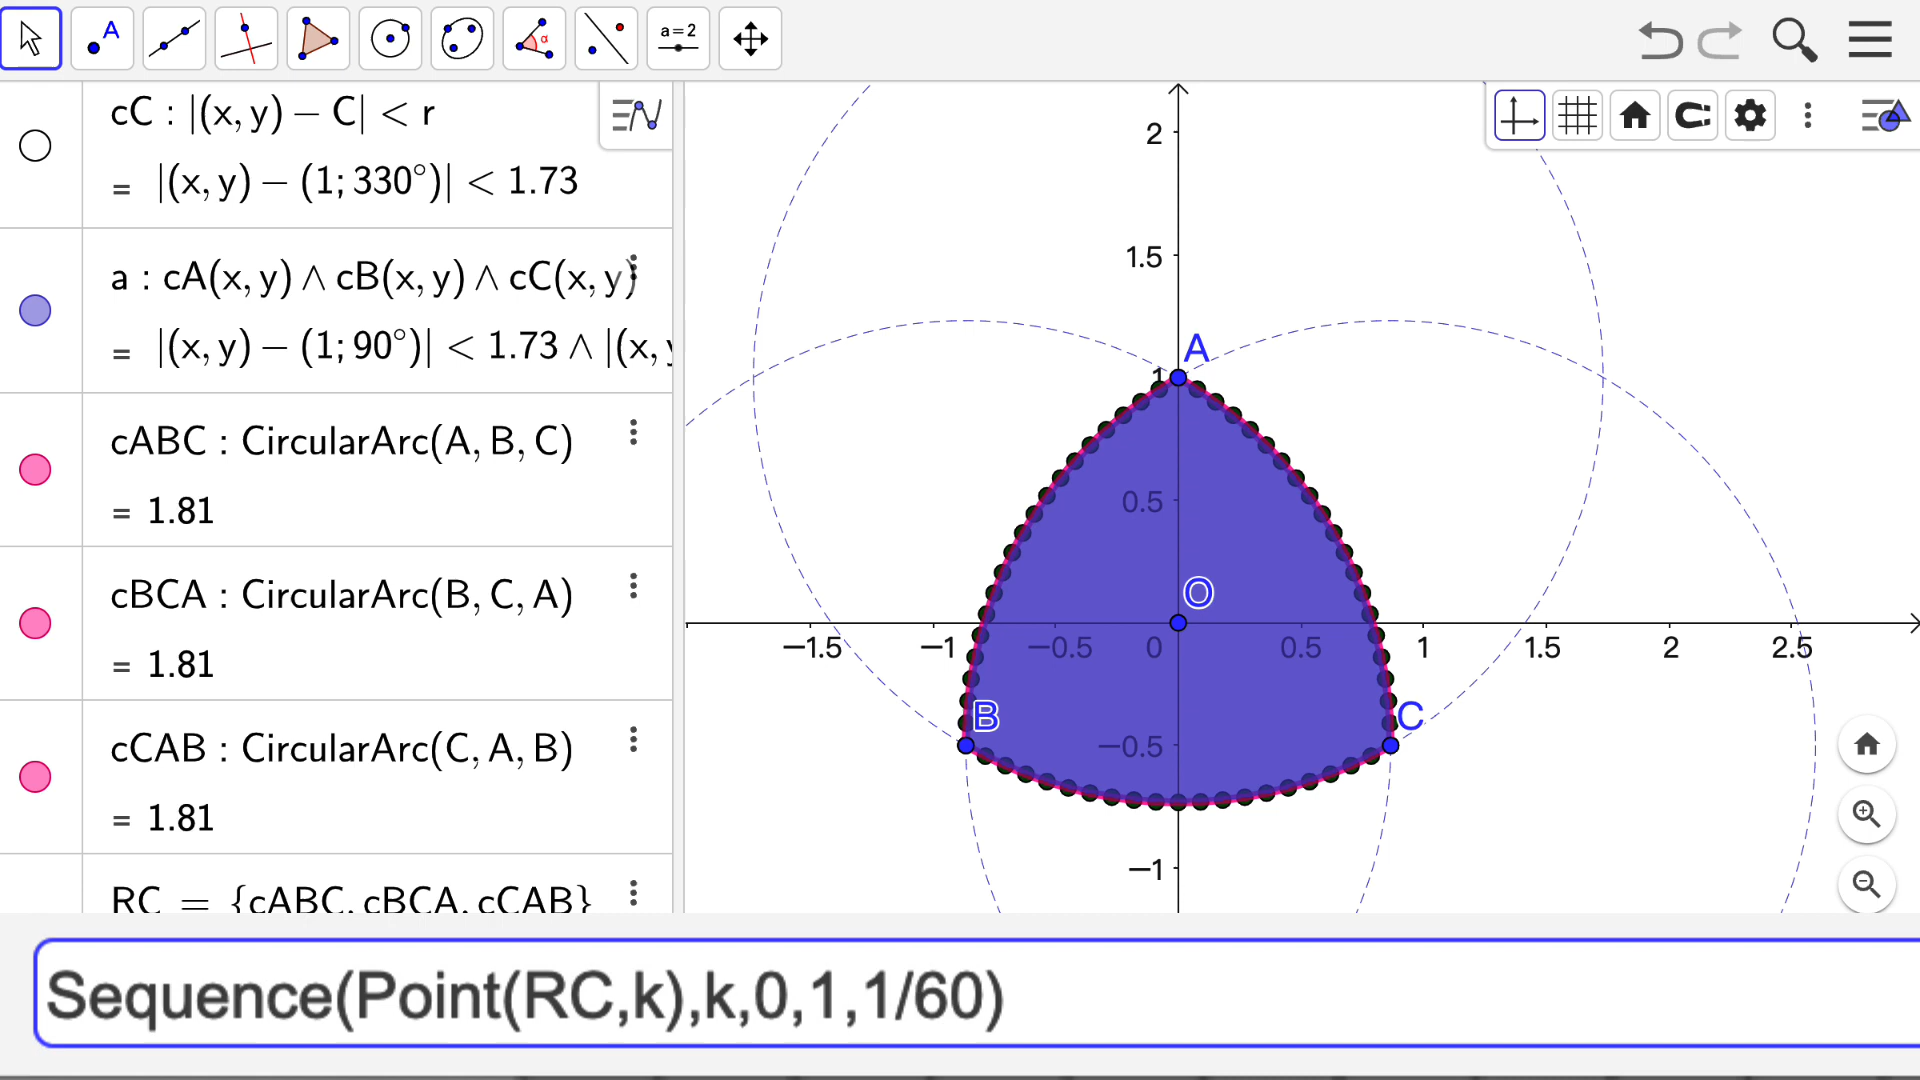 A
α
a=2
cC : |(x, y) − C| < r
= |(x, y) − (1; 330°)| < 1.73
a : cA(x, y) ∧ cB(x, y) ∧ cC(x, y)
= |(x, y) − (1; 90°)| < 1.73 ∧ |(x, y
cABC : CircularArc(A, B, C)
= 1.81
cBCA : CircularArc(B, C, A)
= 1.81
cCAB : CircularArc(C, A, B)
= 1.81
RC = {cABC, cBCA, cCAB}
2
1.5
A
1
0.5
O
−1.5 −1 −0.5 0 0.5 1 1.5 2 2.5
B
C
−0.5
−1
Sequence(Point(RC,k),k,0,1,1/60)